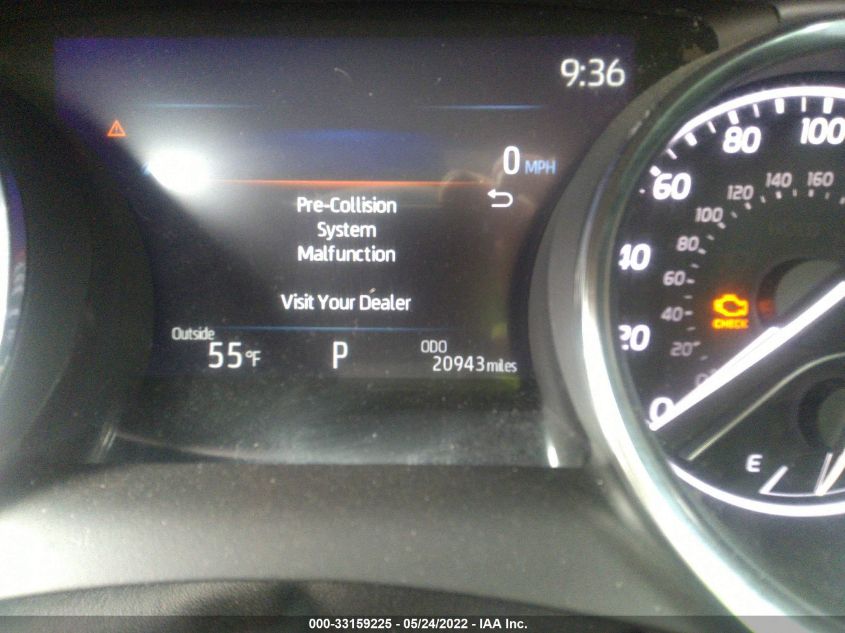 9:36
0 MPH
Pre-Collision
System
Malfunction
Visit Your Dealer
Outside
55°F
P
ODO
20943 miles
100
80
60
40
20
0
160
140
120
100
80
60
40
20
0
CHECK
E
000-33159225 - 05/24/2022 - IAA Inc.